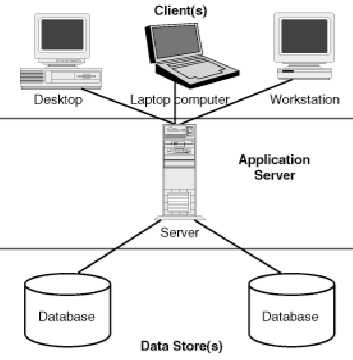 Client(s)
Desktop
Laptop computer
Workstation
Application
Server
Server
Database
Database
Data Store(s)